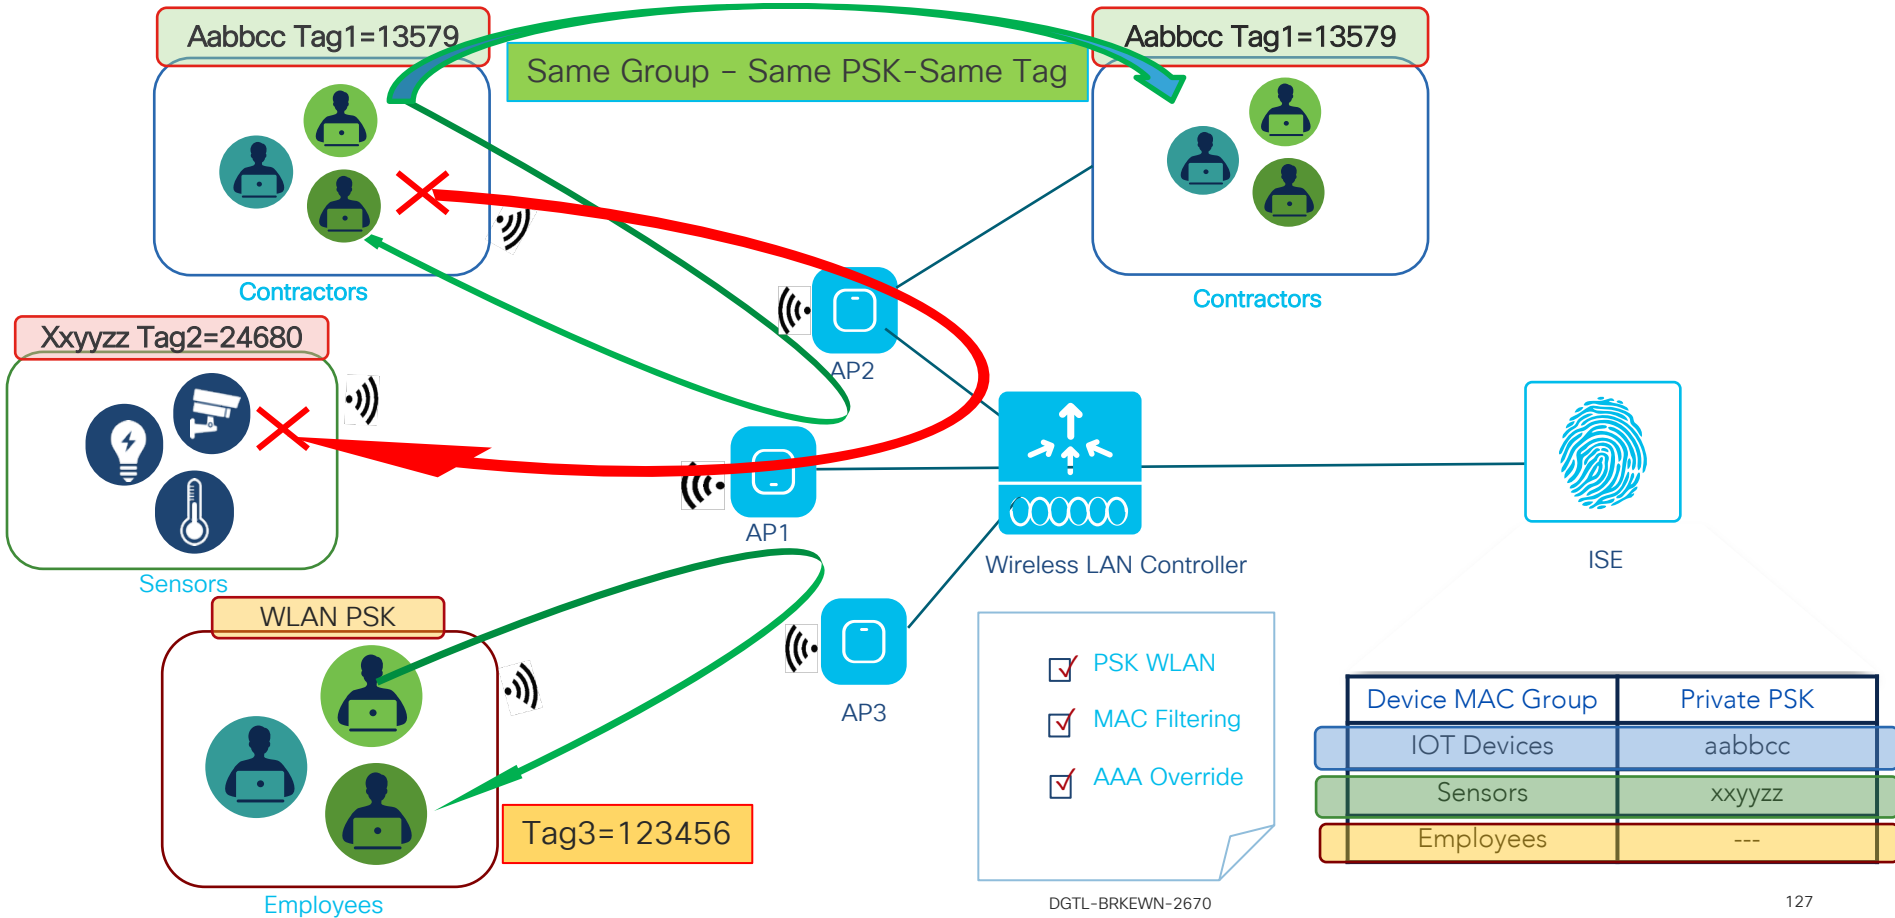 Aabbcc Tag1=13579
Same Group – Same PSK-Same Tag
Aabbcc Tag1=13579
Contractors
Contractors
Xxyyzz Tag2=24680
Sensors
AP2
AP1
Wireless LAN Controller
ISE
WLAN PSK
Employees
Tag3=123456
AP3
PSK WLAN
MAC Filtering
AAA Override
Device MAC Group Private PSK
IOT Devices aabbcc
Sensors xxyyzz
Employees ---
DGTL-BRKEWN-2670
127